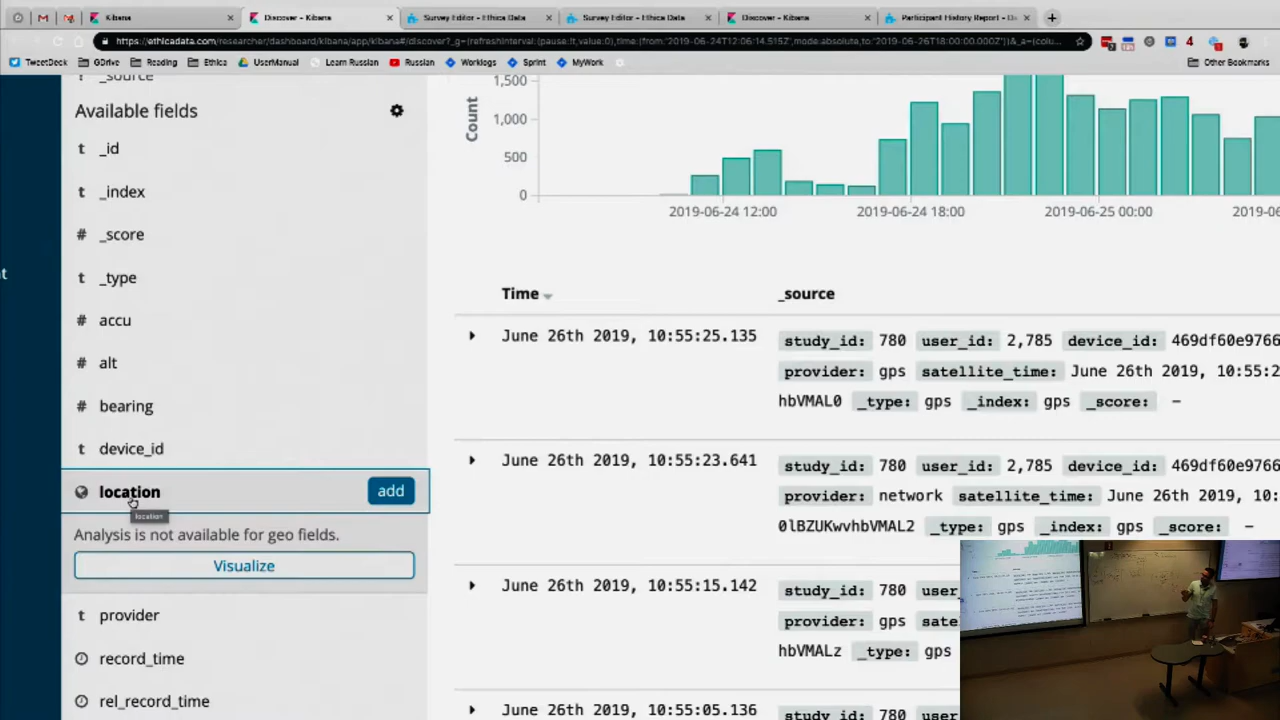 Kibana
Discover - Kibana
Survey Editor - Ethica Data
Survey Editor - Ethica Data
Discover - Kibana
Participant History Report - Da
TweetDeck
GDrive
Reading
Ethica
UserManual
Learn Russian
Russian
Worklogs
Sprint
MyWork
Other Bookmarks
_source
Available fields
t _id
t _index
# _score
t _type
# accu
# alt
# bearing
t device_id
location
add
location
Analysis is not available for geo fields.
Visualize
t provider
record_time
rel_record_time
Count
1,500
1,000
500
0
2019-06-24 12:00
2019-06-24 18:00
2019-06-25 00:00
2019-06
Time
_source
June 26th 2019, 10:55:25.135
study_id: 780 user_id: 2,785 device_id: 469df60e9766
provider: gps satellite_time: June 26th 2019, 10:55:2
hbVMAL0 _type: gps _index: gps _score: -
June 26th 2019, 10:55:23.641
study_id: 780 user_id: 2,785 device_id: 469df60e9766
provider: network satellite_time: June 26th 2019, 10:
0lBZUKwvhbVMAL2 _type: gps _index: gps _score: -
June 26th 2019, 10:55:15.142
study_id: 780 user
provider: gps sate
hbVMALz _type: gps
June 26th 2019, 10:55:05.136
study_id: 780 user